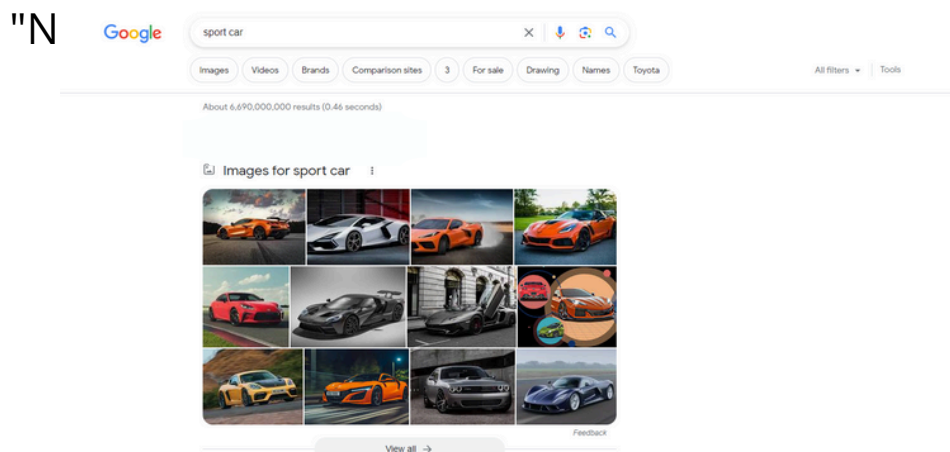 "N
Google
sport car
Images Videos Brands Comparison sites 3 For sale Drawing Names Toyota All filters Tools
About 6,690,000,000 results (0.46 seconds)
Images for sport car
Feedback
View all